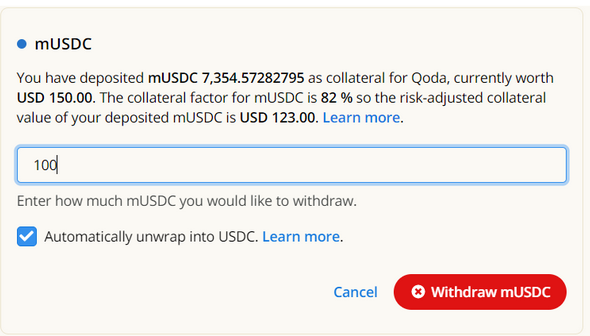 mUSDC
You have deposited mUSDC 7,354.57282795 as collateral for Qoda, currently worth
USD 150.00. The collateral factor for mUSDC is 82 % so the risk-adjusted collateral
value of your deposited mUSDC is USD 123.00. Learn more.
100
Enter how much mUSDC you would like to withdraw.
Automatically unwrap into USDC. Learn more.
Cancel Withdraw mUSDC